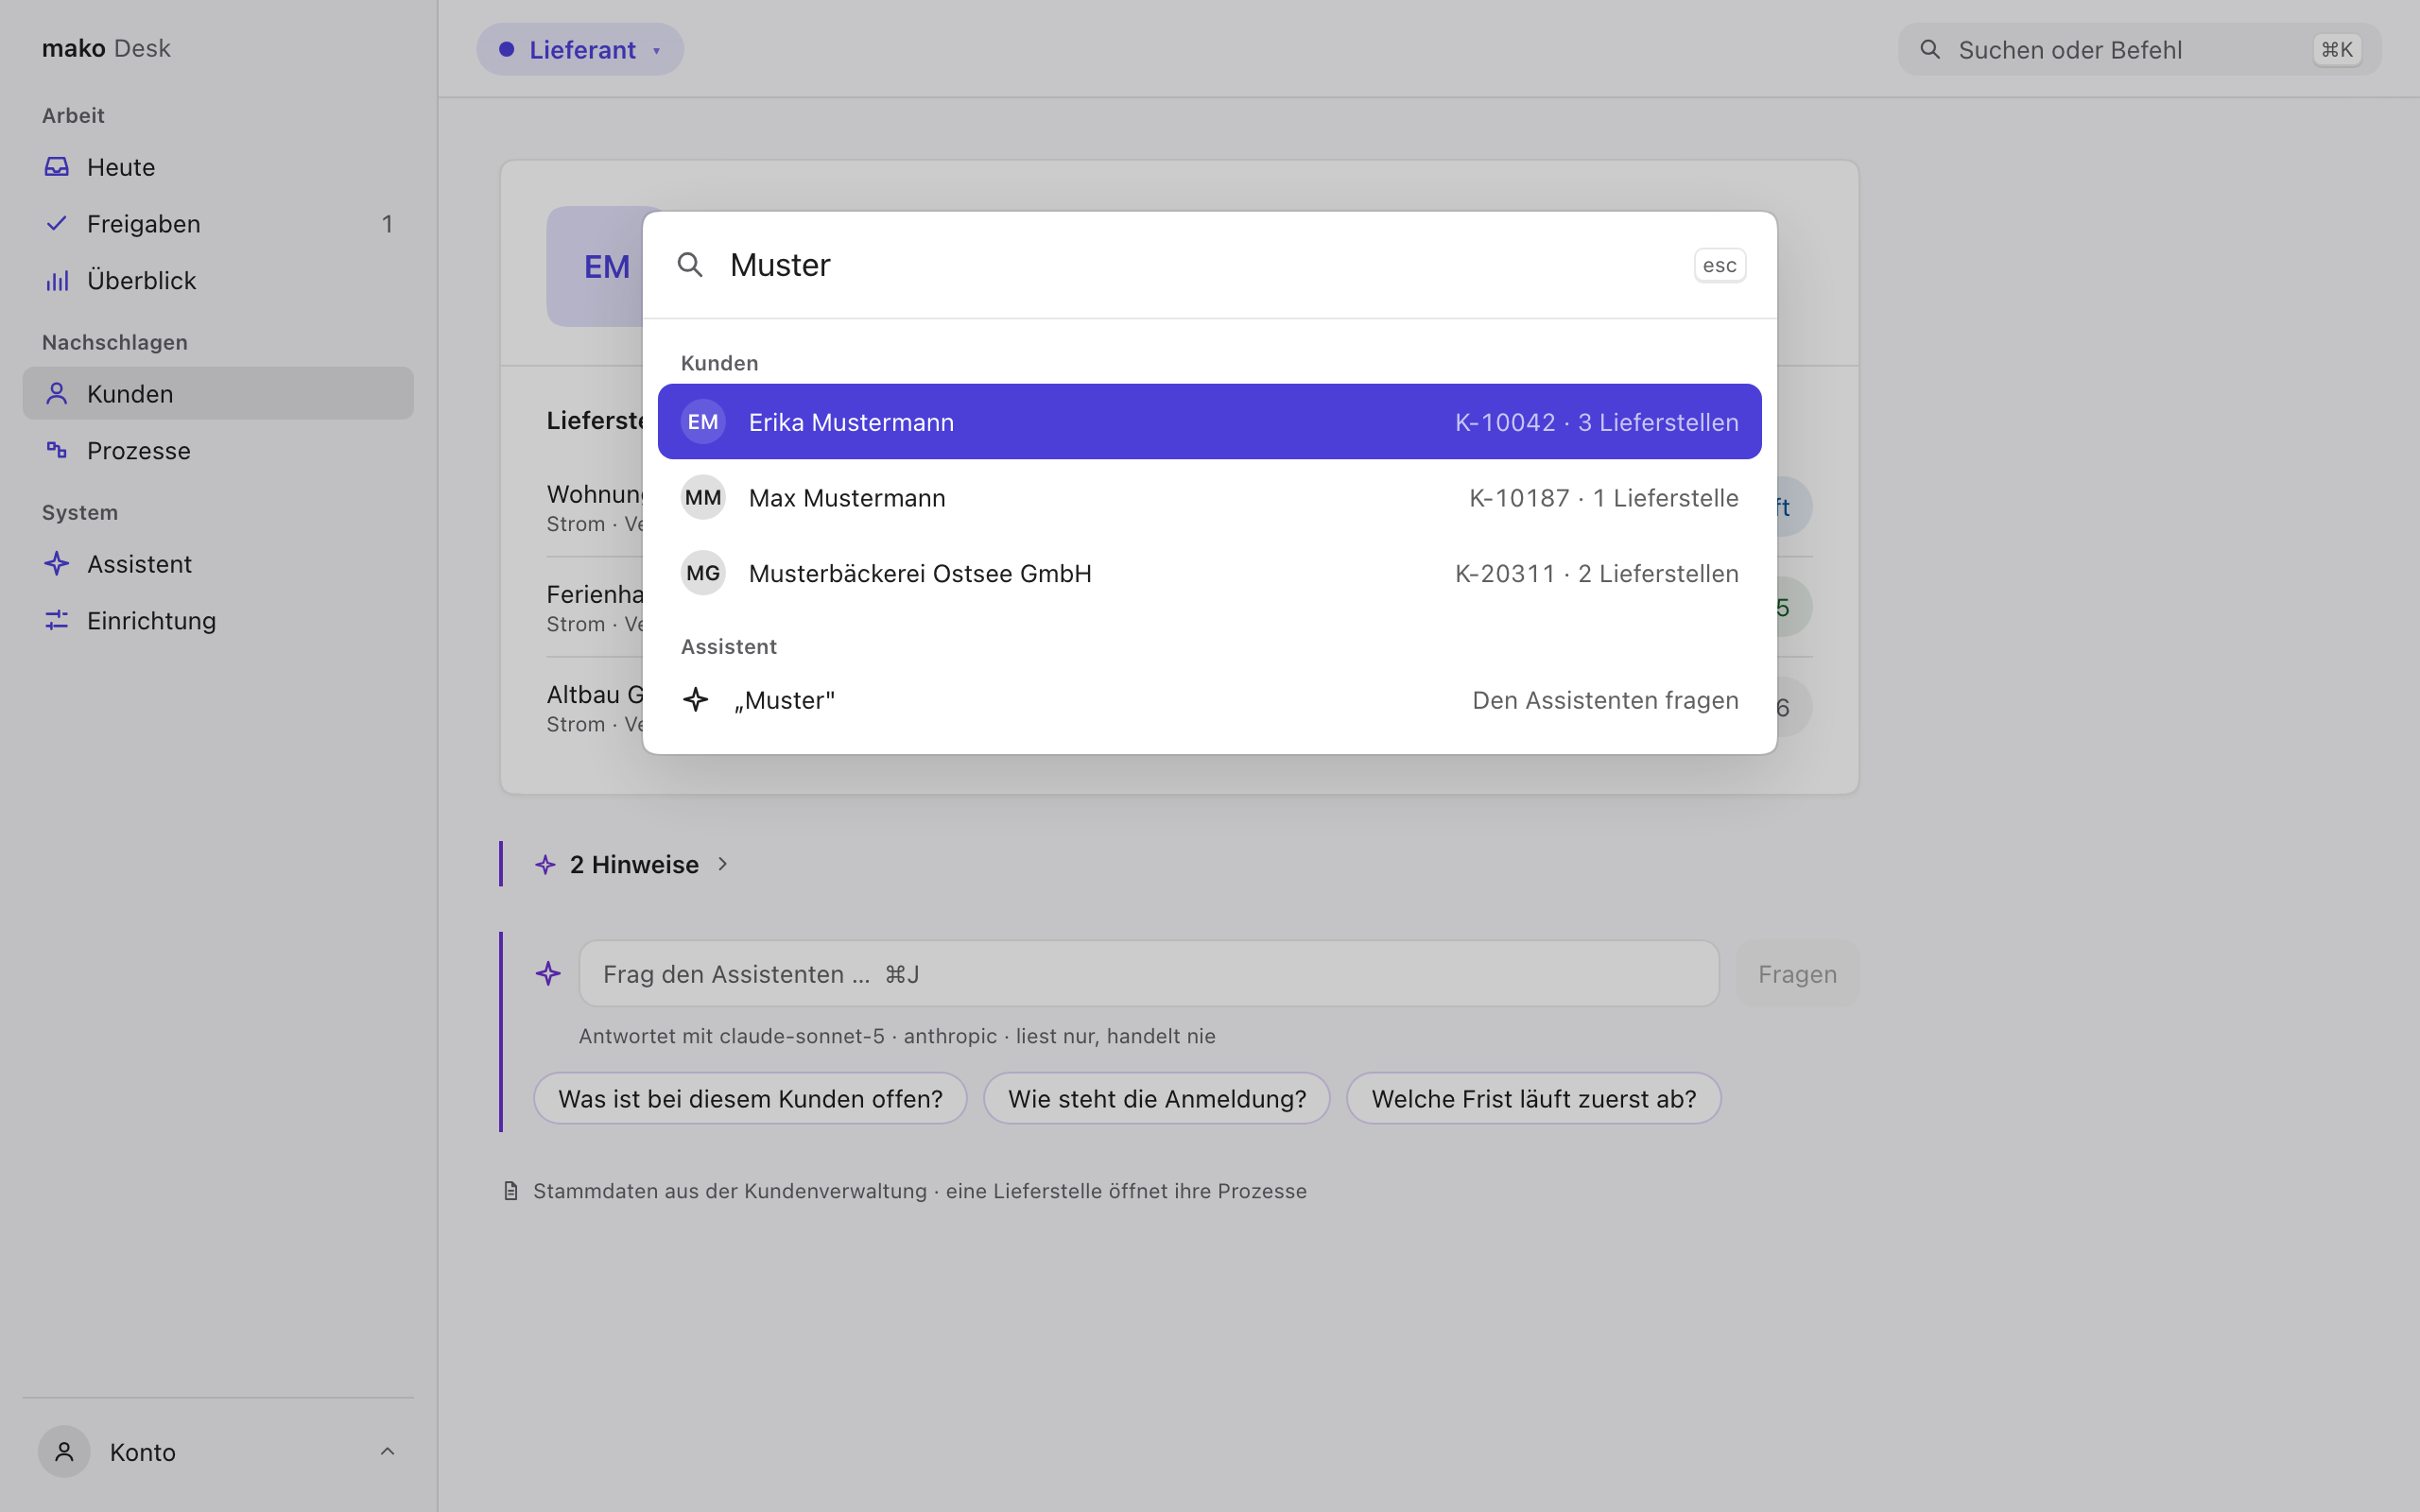 mako Desk
Lieferant
Suchen oder Befehl ⌘K
Arbeit
Heute
Freigaben 1
Überblick
Nachschlagen
Kunden
Prozesse
System
Assistent
Einrichtung
Konto
EM
Muster esc
Kunden
EM Erika Mustermann K-10042 · 3 Lieferstellen
MM Max Mustermann K-10187 · 1 Lieferstelle
MG Musterbäckerei Ostsee GmbH K-20311 · 2 Lieferstellen
Assistent
„Muster" Den Assistenten fragen
Strom
Strom
Altbau
Strom
2 Hinweise
Frag den Assistenten … ⌘J Fragen
Antwortet mit claude-sonnet-5 · anthropic · liest nur, handelt nie
Was ist bei diesem Kunden offen? Wie steht die Anmeldung? Welche Frist läuft zuerst ab?
Stammdaten aus der Kundenverwaltung · eine Lieferstelle öffnet ihre Prozesse